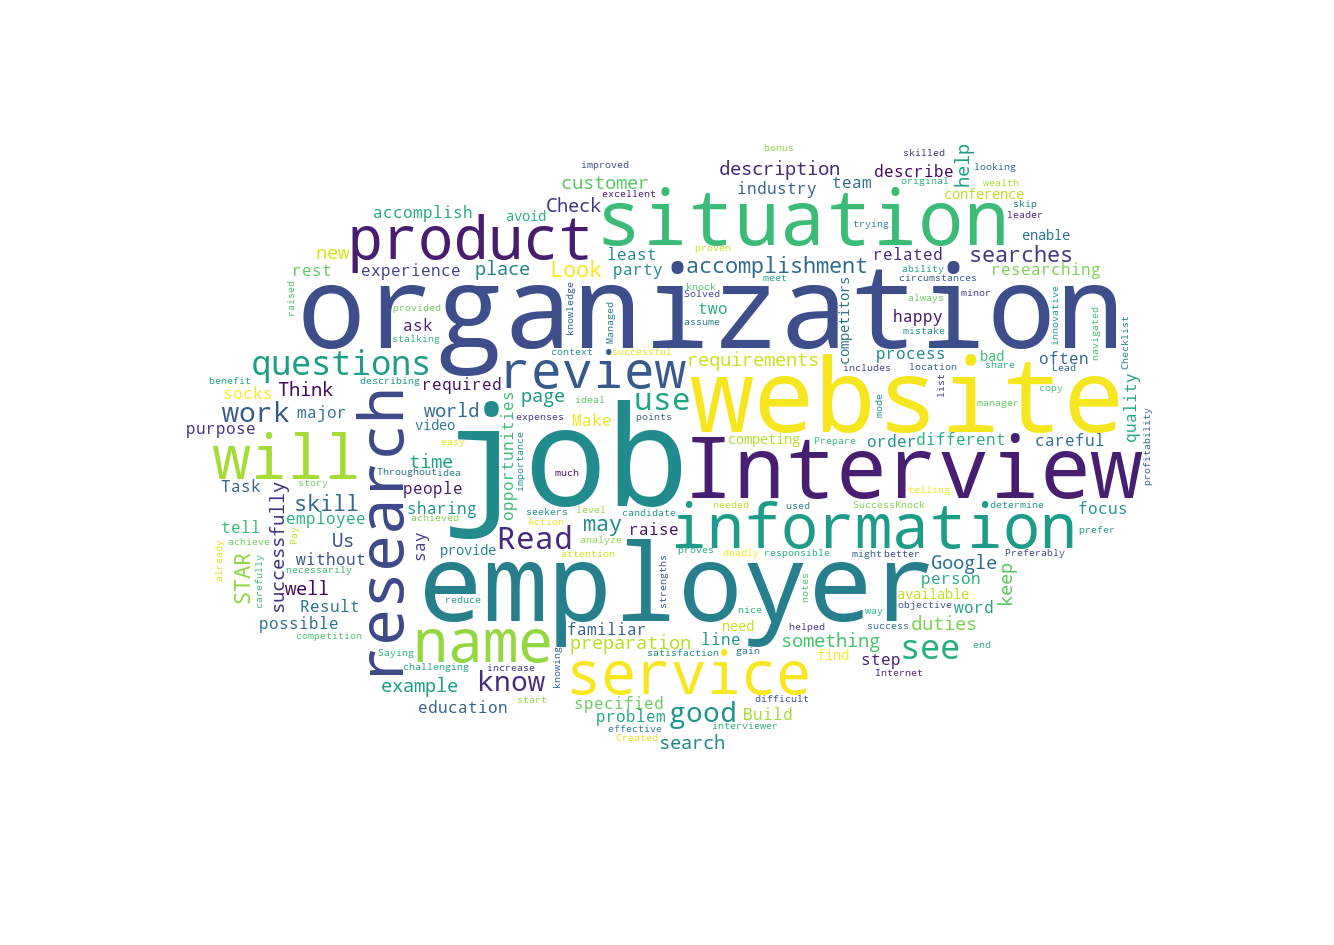 bonus
skilled
improved
description
describe
help
looking
customer
excellent
industry
team
original
wealth
conference
accomplish
avoid
Check
situation
skip
leader
trying
enable
new
product
least
proven
related
searches
rest
experience
place
Look
party
accomplishment
ability
researching
raised
provided
organization
knowledge
Managed
knock
Solved
meet
two
competitors
circumstances
always
minor
innovative
navigated
Checklist
ask
stalking
assume
happy
mistake
context
successful
questions
review
requirements
process
bad
often
benefit
describing
required
includes
location
share
Lead
socks
Think
page
ideal
use
website
list
copy
quality
work
major
world
opportunities
Make
mode
manager
purpose
video
expenses
points
profitability
will
research
easy
job
competing
Prepare
order
different
careful
time
importance
Interview
Throughout
idea
much
Task
story
people
telling
skill
sharing
seekers
level
candidate
needed
used
SuccessKnock
determine
focus
tell
successfully
employee
achieved
Action
may
raise
information
prefer
achieve
Pay
Us
say
Read
analyze
already
STAR
without
provide
attention
proves
deadly
responsible
might
better
Preferably
carefully
necessarily
well
employer
strengths
notes
Google
person
keep
Result
reduce
available
nice
way
objective
word
possible
familiar
need
helped
success
duties
competition
name
preparation
line
something
see
end
Saying
satisfaction
gain
find
step
challenging
increase
knowing
service
Internet
example
know
education
start
specified
difficult
problem
good
Build
effective
interviewer
Created
search